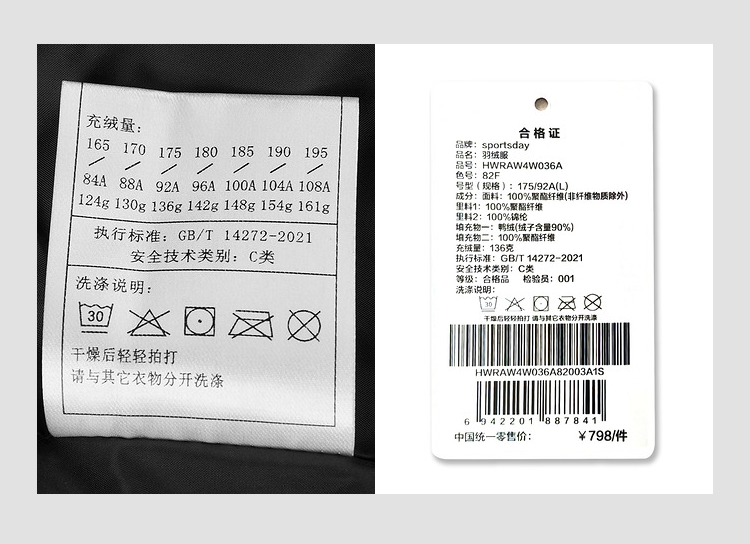 充绒量:
165 170 175 180 185 190 195
84A 88A 92A 96A 100A 104A 108A
124g 130g 136g 142g 148g 154g 161g
执行标准: GB/T 14272-2021
安全技术类别: C类
洗涤说明:
30
干燥后轻轻拍打
请与其它衣物分开洗涤
合格证
品牌: sportsday
品名: 羽绒服
货号: HWRAW4W036A
色号: 82F
号型 (规格) : 175/92A(L)
成分: 面料: 100%聚酯纤维(非纤维物质除外)
里料1: 100%聚酯纤维
里料2: 100%锦纶
填充物一: 鸭绒(绒子含量90%)
填充物二: 100%聚酯纤维
充绒量: 136克
执行标准: GB/T 14272-2021
安全技术类别: C类
等级: 合格品 检验员: 001
洗涤说明:
30
干燥后轻轻拍打 请与其它衣物分开洗涤
HWRAW4W036A82003A1S
6 942201 887841
中国统一零售价: ¥798/件